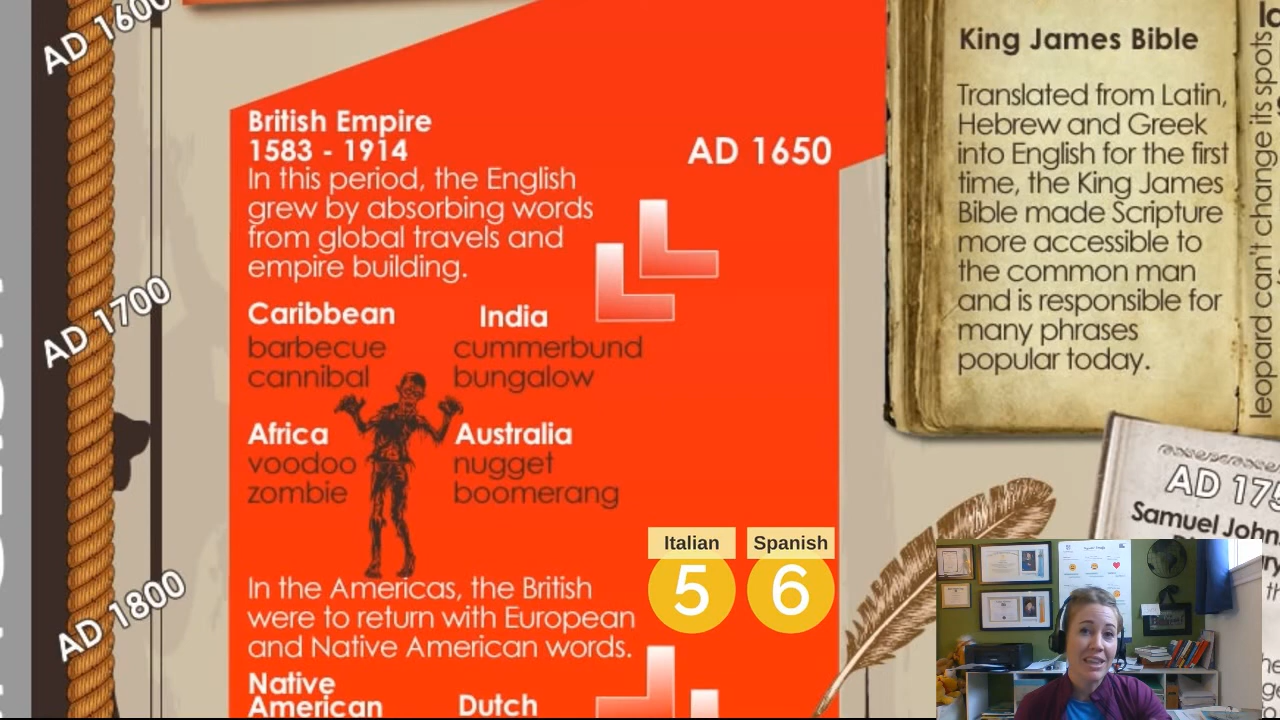 AD 1600
AD 1700
AD 1800
British Empire
1583 - 1914
AD 1650
In this period, the English
grew by absorbing words
from global travels and
empire building.
Caribbean
barbecue
cannibal
India
cummerbund
bungalow
Africa
voodoo
zombie
Australia
nugget
boomerang
Italian
5
Spanish
6
In the Americas, the British
were to return with European
and Native American words.
Native
American
Dutch
King James Bible
Translated from Latin,
Hebrew and Greek
into English for the first
time, the King James
Bible made Scripture
more accessible to
the common man
and is responsible for
many phrases
popular today.
leopard can't change its spots
AD 175
Samuel Johns